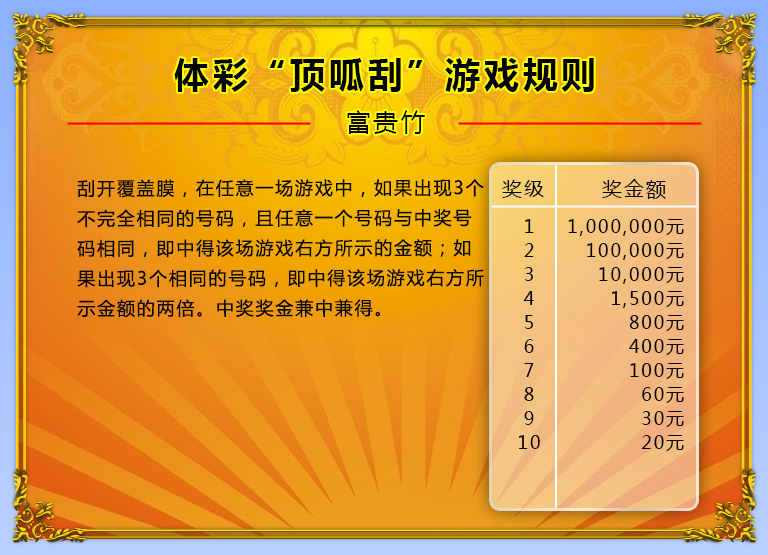 体彩“顶呱刮”游戏规则
富贵竹
刮开覆盖膜，在任意一场游戏中，如果出现3个
不完全相同的号码，且任意一个号码与中奖号
码相同，即中得该场游戏右方所示的金额；如
果出现3个相同的号码，即中得该场游戏右方所
示金额的两倍。中奖奖金兼中兼得。
奖级 奖金额
1 1,000,000元
2 100,000元
3 10,000元
4 1,500元
5 800元
6 400元
7 100元
8 60元
9 30元
10 20元